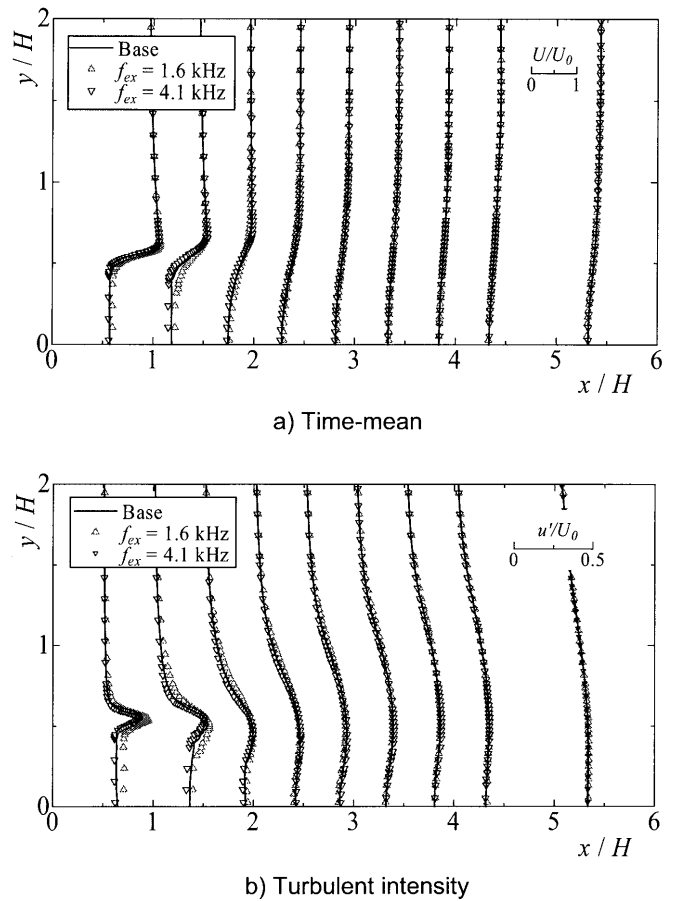 y / H
2
1
0
Base
f_ex = 1.6 kHz
f_ex = 4.1 kHz
U/U_0
0 1
0 1 2 3 4 5 6
x / H
a) Time-mean
y / H
2
1
0
Base
f_ex = 1.6 kHz
f_ex = 4.1 kHz
u'/U_0
0 0.5
0 1 2 3 4 5 6
x / H
b) Turbulent intensity